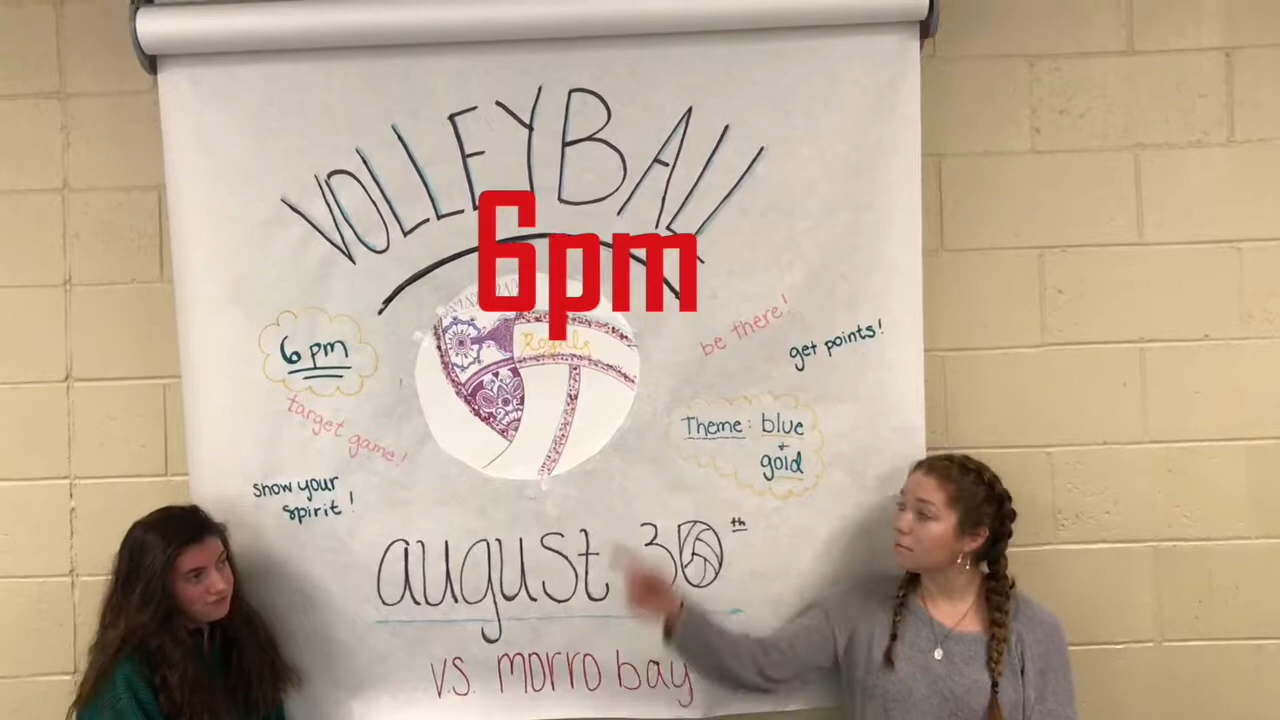 VOLLEYBALL
6pm
Regals
6 pm
target game!
show your
spirit!
be there!
get points!
Theme: blue
+
gold
august 30th
v.s. morro bay